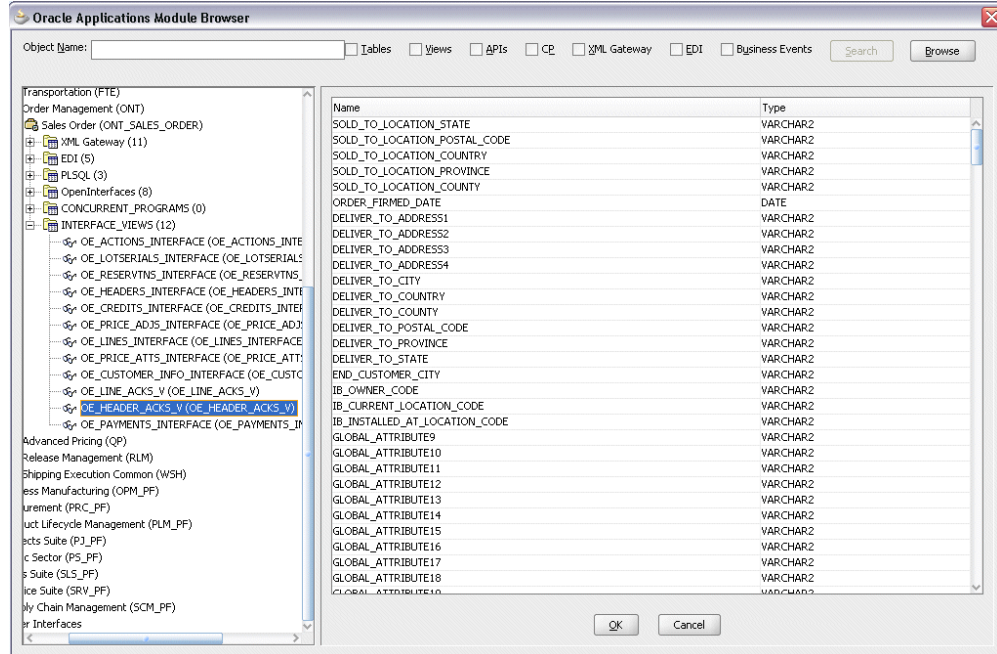 Oracle Applications Module Browser
Object Name: Tables Views APIs CP XML Gateway EDI Business Events Search Browse
Transportation (FTE)
Order Management (ONT)
Sales Order (ONT_SALES_ORDER)
XML Gateway (11)
EDI (5)
PLSQL (3)
OpenInterfaces (8)
CONCURRENT_PROGRAMS (0)
INTERFACE_VIEWS (12)
OE_ACTIONS_INTERFACE (OE_ACTIONS_INTE
OE_LOTSERIALS_INTERFACE (OE_LOTSERIALS
OE_RESERVTNS_INTERFACE (OE_RESERVTNS_
OE_HEADERS_INTERFACE (OE_HEADERS_INTE
OE_CREDITS_INTERFACE (OE_CREDITS_INTER
OE_PRICE_ADJS_INTERFACE (OE_PRICE_ADJS
OE_LINES_INTERFACE (OE_LINES_INTERFACE
OE_PRICE_ATTS_INTERFACE (OE_PRICE_ATTS
OE_CUSTOMER_INFO_INTERFACE (OE_CUSTO
OE_LINE_ACKS_V (OE_LINE_ACKS_V)
OE_HEADER_ACKS_V (OE_HEADER_ACKS_V)
OE_PAYMENTS_INTERFACE (OE_PAYMENTS_IN
Advanced Pricing (QP)
Release Management (RLM)
Shipping Execution Common (WSH)
ess Manufacturing (OPM_PF)
urement (PRC_PF)
uct Lifecycle Management (PLM_PF)
ects Suite (PJ_PF)
c Sector (PS_PF)
s Suite (SLS_PF)
ice Suite (SRV_PF)
ly Chain Management (SCM_PF)
er Interfaces
Name Type
SOLD_TO_LOCATION_STATE VARCHAR2
SOLD_TO_LOCATION_POSTAL_CODE VARCHAR2
SOLD_TO_LOCATION_COUNTRY VARCHAR2
SOLD_TO_LOCATION_PROVINCE VARCHAR2
SOLD_TO_LOCATION_COUNTY VARCHAR2
ORDER_FIRMED_DATE DATE
DELIVER_TO_ADDRESS1 VARCHAR2
DELIVER_TO_ADDRESS2 VARCHAR2
DELIVER_TO_ADDRESS3 VARCHAR2
DELIVER_TO_ADDRESS4 VARCHAR2
DELIVER_TO_CITY VARCHAR2
DELIVER_TO_COUNTRY VARCHAR2
DELIVER_TO_COUNTY VARCHAR2
DELIVER_TO_POSTAL_CODE VARCHAR2
DELIVER_TO_PROVINCE VARCHAR2
DELIVER_TO_STATE VARCHAR2
END_CUSTOMER_CITY VARCHAR2
IB_OWNER_CODE VARCHAR2
IB_CURRENT_LOCATION_CODE VARCHAR2
IB_INSTALLED_AT_LOCATION_CODE VARCHAR2
GLOBAL_ATTRIBUTE9 VARCHAR2
GLOBAL_ATTRIBUTE10 VARCHAR2
GLOBAL_ATTRIBUTE11 VARCHAR2
GLOBAL_ATTRIBUTE12 VARCHAR2
GLOBAL_ATTRIBUTE13 VARCHAR2
GLOBAL_ATTRIBUTE14 VARCHAR2
GLOBAL_ATTRIBUTE15 VARCHAR2
GLOBAL_ATTRIBUTE16 VARCHAR2
GLOBAL_ATTRIBUTE17 VARCHAR2
GLOBAL_ATTRIBUTE18 VARCHAR2
GLOBAL_ATTRIBUTE19 VARCHAR2
OK Cancel